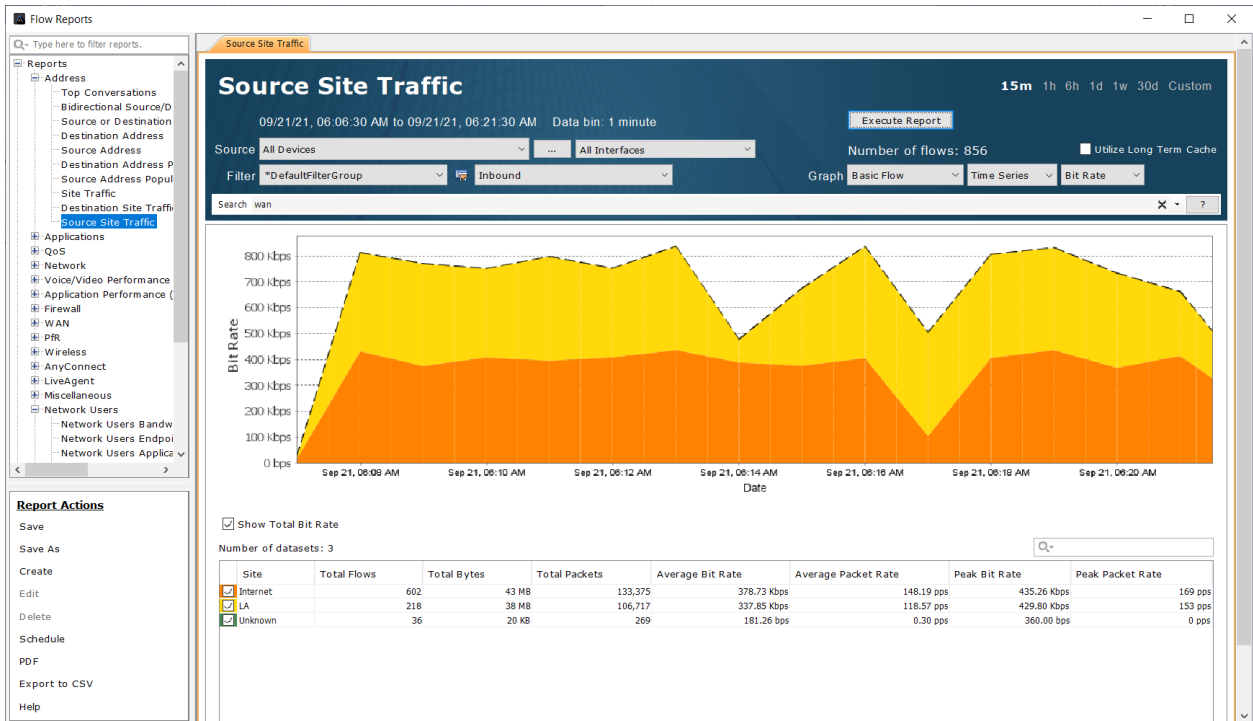 Flow Reports
Type here to filter reports.
Reports
Address
Top Conversations
Bidirectional Source/D
Source or Destination
Destination Address
Source Address
Destination Address P
Source Address Popul
Site Traffic
Destination Site Traffi
Source Site Traffic
Applications
QoS
Network
Voice/Video Performance
Application Performance (
Firewall
WAN
PfR
Wireless
AnyConnect
LiveAgent
Miscellaneous
Network Users
Network Users Bandw
Network Users Endpoi
Network Users Applica
Report Actions
Save
Save As
Create
Edit
Delete
Schedule
PDF
Export to CSV
Help
Source Site Traffic
Source Site Traffic
15m 1h 6h 1d 1w 30d Custom
09/21/21, 06:06:30 AM to 09/21/21, 06:21:30 AM Data bin: 1 minute
Execute Report
Source All Devices ... All Interfaces
Number of flows: 856
Utilize Long Term Cache
Filter *DefaultFilterGroup Inbound
Graph Basic Flow Time Series Bit Rate
Search wan
?
Bit Rate
800 Kbps
700 Kbps
600 Kbps
500 Kbps
400 Kbps
300 Kbps
200 Kbps
100 Kbps
0 bps
Sep 21, 06:08 AM Sep 21, 06:10 AM Sep 21, 06:12 AM Sep 21, 06:14 AM Sep 21, 06:16 AM Sep 21, 06:18 AM Sep 21, 06:20 AM
Date
Show Total Bit Rate
Number of datasets: 3
Site Total Flows Total Bytes Total Packets Average Bit Rate Average Packet Rate Peak Bit Rate Peak Packet Rate
Internet 602 43 MB 133,375 378.73 Kbps 148.19 pps 435.26 Kbps 169 pps
LA 218 38 MB 106,717 337.85 Kbps 118.57 pps 429.80 Kbps 153 pps
Unknown 36 20 KB 269 181.26 bps 0.30 pps 360.00 bps 0 pps